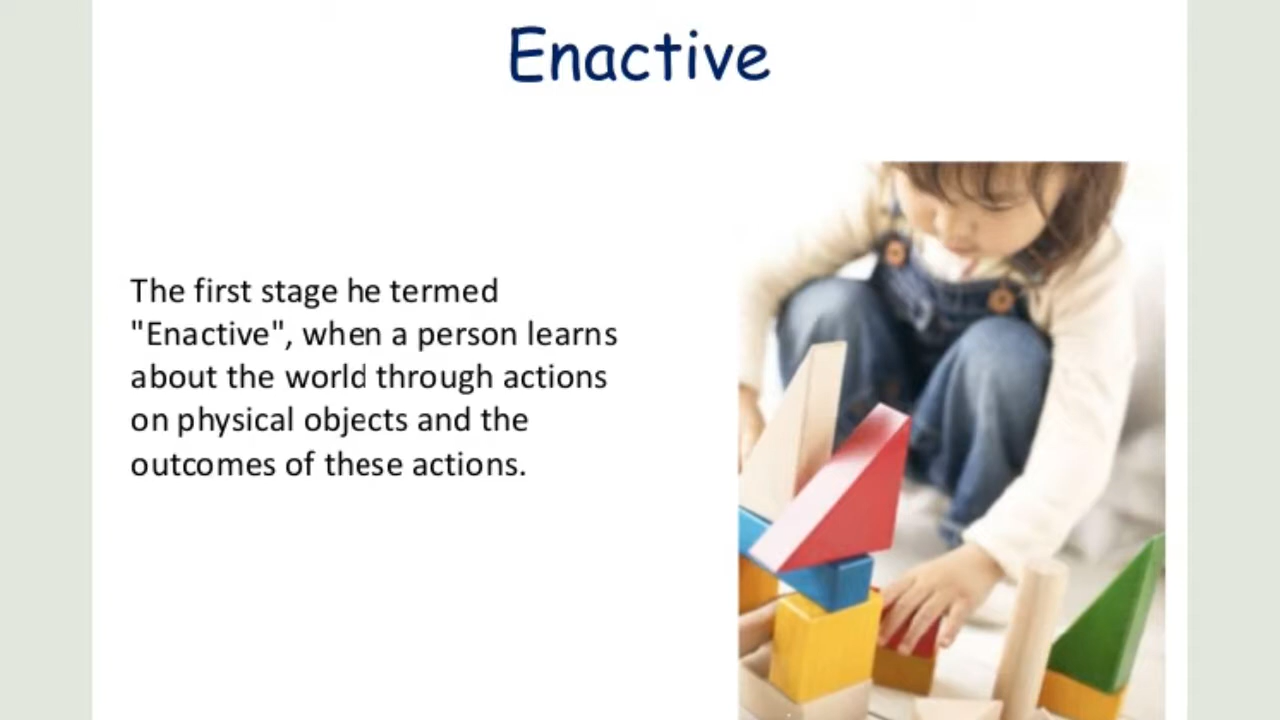 Enactive
The first stage he termed
"Enactive", when a person learns
about the world through actions
on physical objects and the
outcomes of these actions.